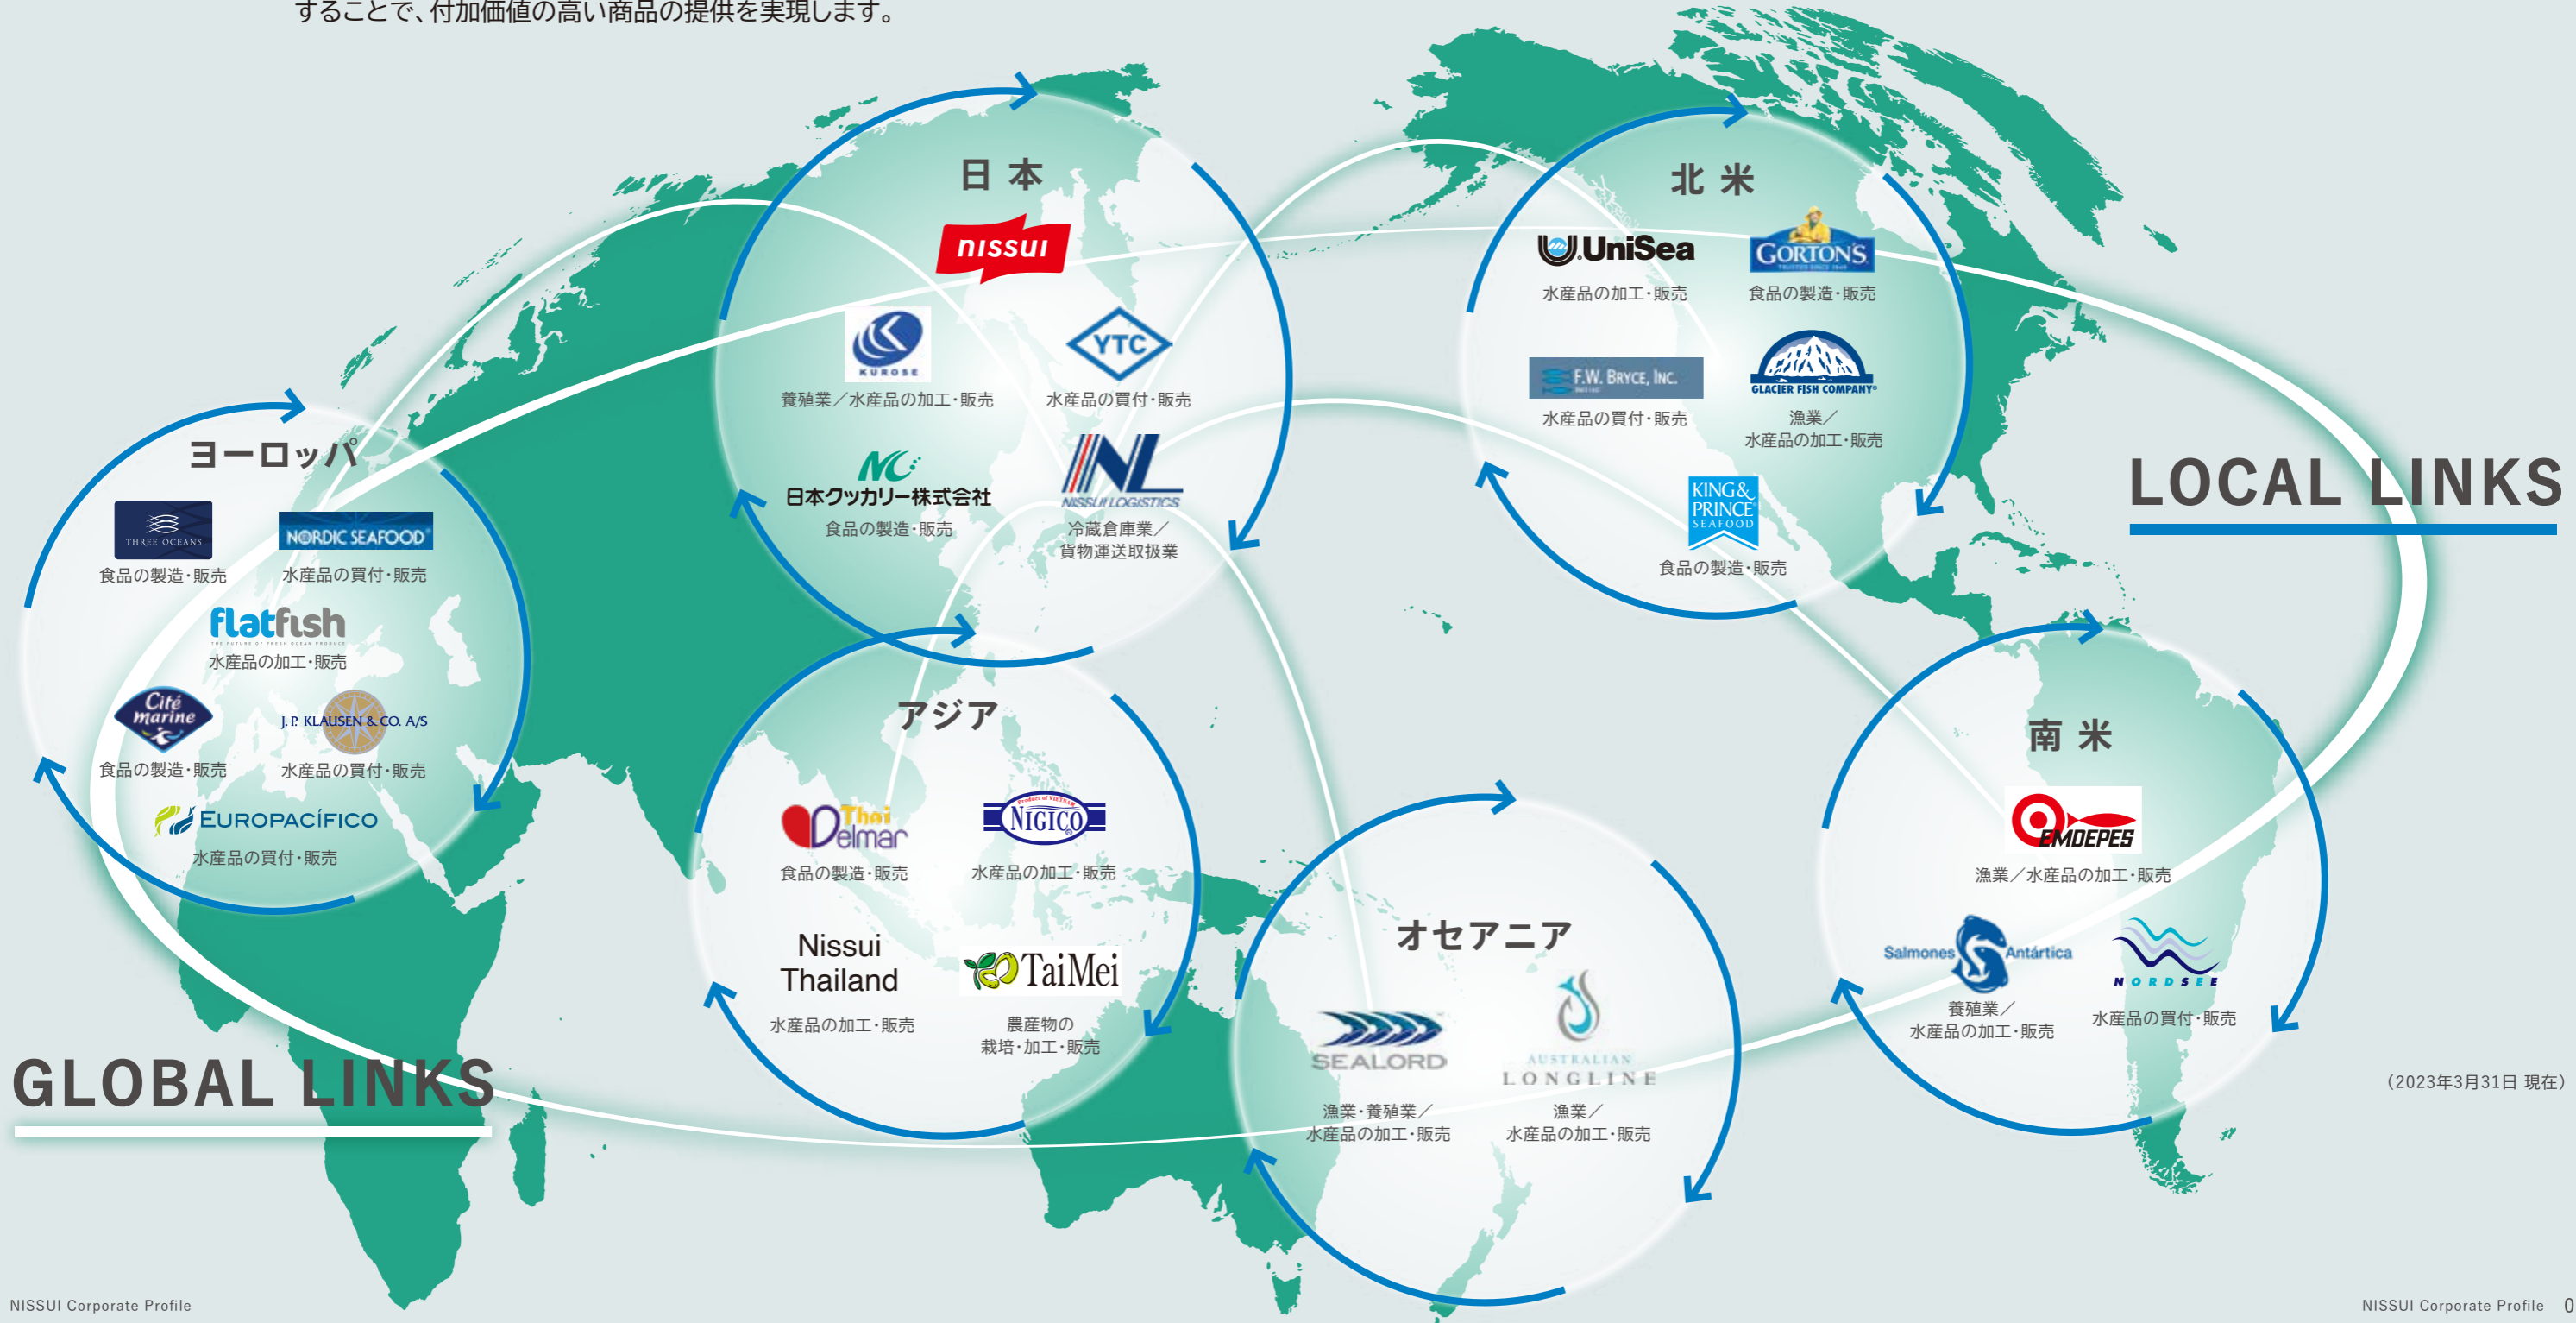 することで、付加価値の高い商品の提供を実現します。
日本
nissui
KUROSE
養殖業／水産品の加工・販売
YTC
水産品の買付・販売
日本クッカリー株式会社
食品の製造・販売
NL
NISSUI LOGISTICS
冷蔵倉庫業／
貨物運送取扱業
北米
UniSea
水産品の加工・販売
GORTON'S
TRUSTED SINCE 1849
食品の製造・販売
F.W. BRYCE, INC.
水産品の買付・販売
GLACIER FISH COMPANY®
漁業／
水産品の加工・販売
KING &
PRINCE
SEAFOOD
食品の製造・販売
LOCAL LINKS
ヨーロッパ
THREE OCEANS
食品の製造・販売
NORDIC SEAFOOD
水産品の買付・販売
flatfish
THE FUTURE OF FRESH OCEAN PRODUCE
水産品の加工・販売
Cité
marine
食品の製造・販売
J. P. KLAUSEN & CO. A/S
水産品の買付・販売
EUROPACÍFICO
水産品の買付・販売
アジア
Thai
Delmar
食品の製造・販売
Product of VIETNAM
NIGICO
水産品の加工・販売
Nissui
Thailand
水産品の加工・販売
TaiMei
農産物の
栽培・加工・販売
オセアニア
SEALORD
漁業・養殖業／
水産品の加工・販売
AUSTRALIAN
LONGLINE
漁業／
水産品の加工・販売
南米
EMDEPES
漁業／水産品の加工・販売
Salmones Antártica
養殖業／
水産品の加工・販売
NORDSEE
水産品の買付・販売
（2023年3月31日 現在）
GLOBAL LINKS
NISSUI Corporate Profile
NISSUI Corporate Profile 0